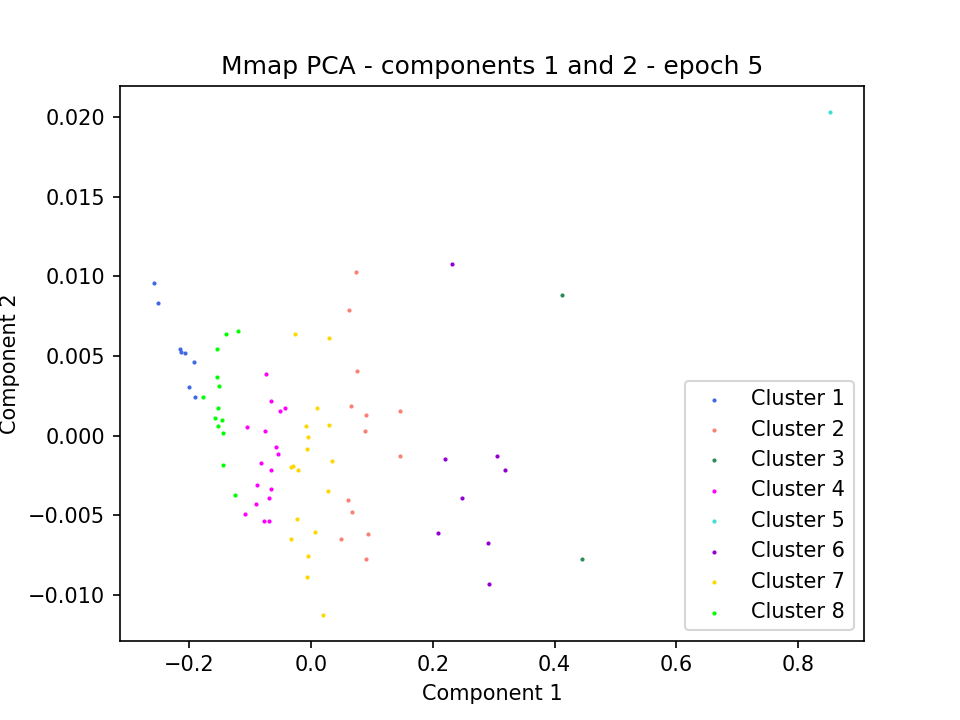 Mmap PCA - components 1 and 2 - epoch 5
Component 2
0.020
0.015
0.010
0.005
0.000
−0.005
−0.010
−0.2
0.0
0.2
0.4
0.6
0.8
Component 1
Cluster 1
Cluster 2
Cluster 3
Cluster 4
Cluster 5
Cluster 6
Cluster 7
Cluster 8